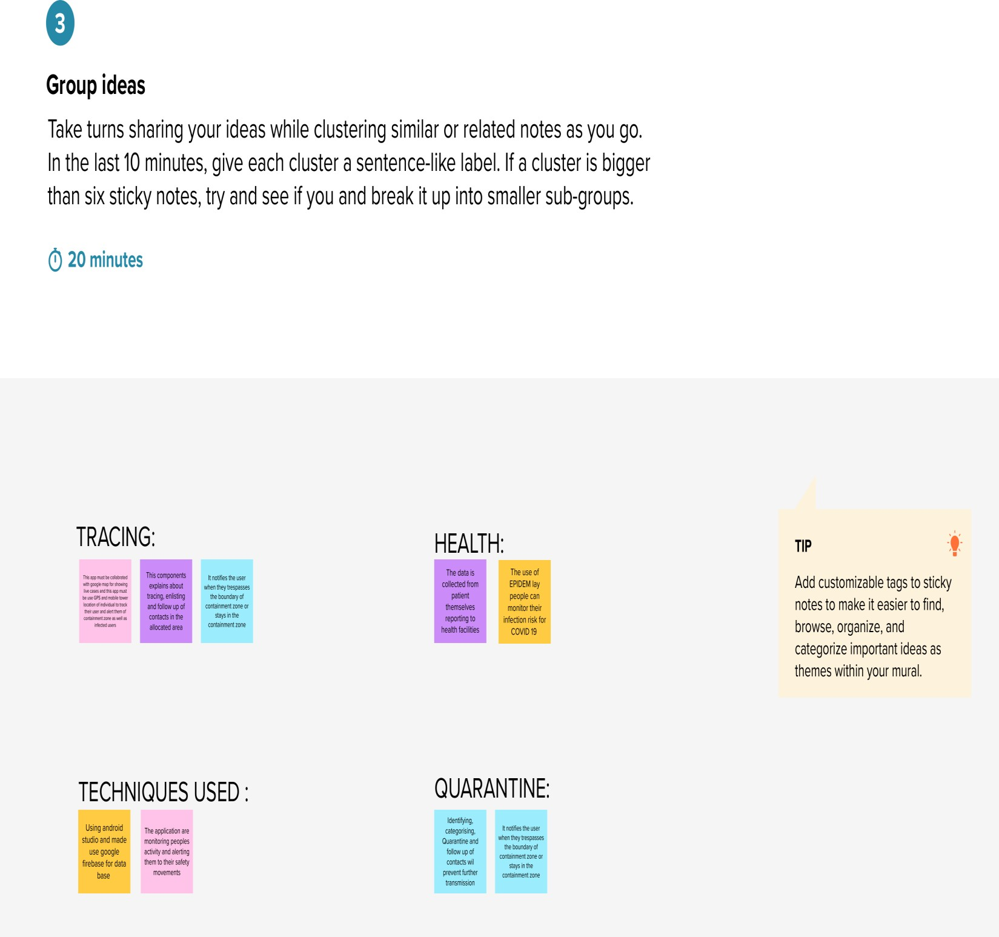 3
Group ideas
Take turns sharing your ideas while clustering similar or related notes as you go.
In the last 10 minutes, give each cluster a sentence-like label. If a cluster is bigger
than six sticky notes, try and see if you and break it up into smaller sub-groups.
20 minutes
TRACING:
This app must be collabrated
with google map for showing
live cases and this app must
be use GPS and mobile tower
location of individual to track
their user and alert them of
containment zone as well as
infected users
This components
explains about
tracing, enlisting
and follow up of
contacts in the
allocated area
It notifies the user
when they trespasses
the boundary of
containment zone or
stays in the
containment zone
HEALTH:
The data is
collected from
patient
themselves
reporting to
health facilities
The use of
EPIDEM lay
people can
monitor their
infection risk for
COVID 19
TIP
Add customizable tags to sticky
notes to make it easier to find,
browse, organize, and
categorize important ideas as
themes within your mural.
TECHNIQUES USED :
Using android
studio and made
use google
firebase for data
base
The application are
monitoring peoples
activity and alerting
them to their safety
movements
QUARANTINE:
Identifying,
categorising,
Quarantine and
follow up of
contacts wil
prevent further
transmission
It notifies the user
when they trespasses
the boundary of
containment zone or
stays in the
containment zone